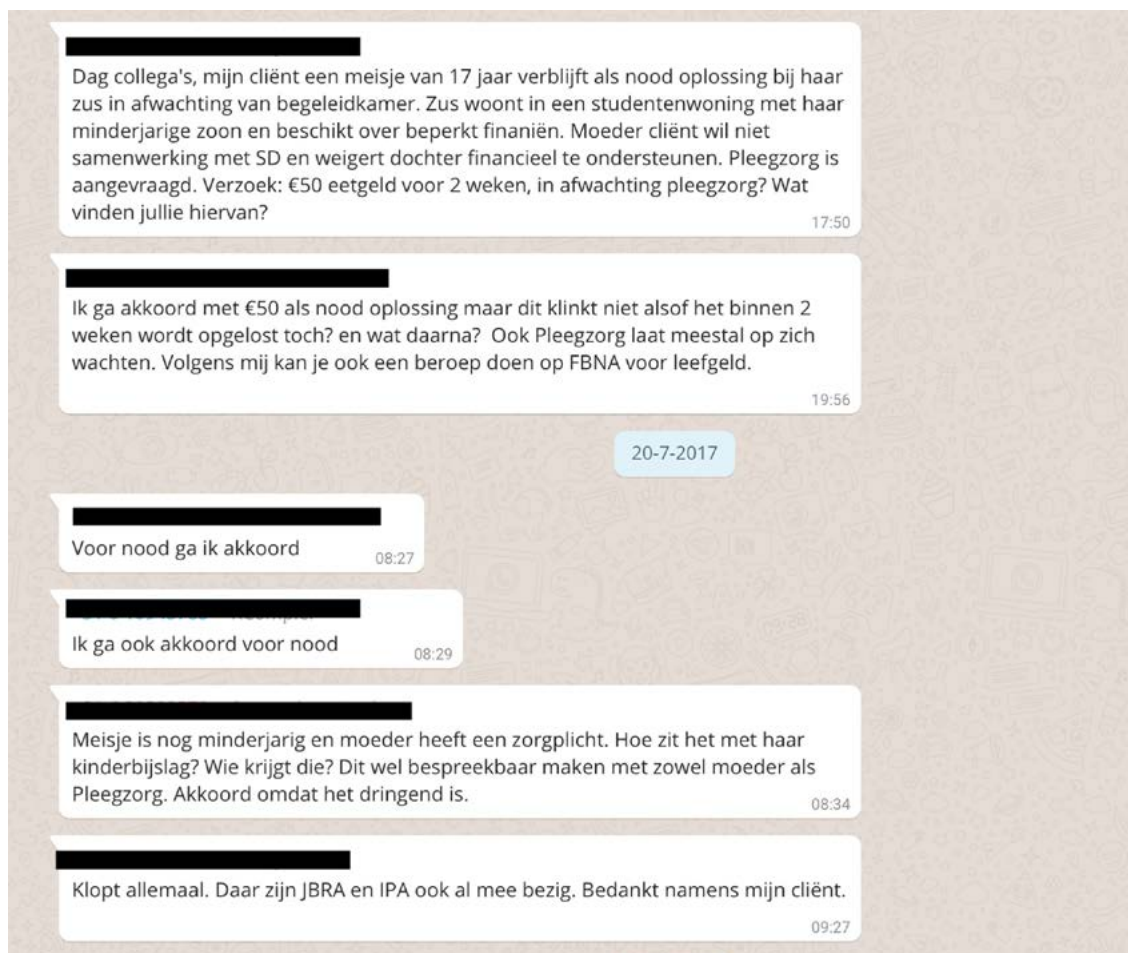 Dag collega's, mijn cliënt een meisje van 17 jaar verblijft als nood oplossing bij haar
zus in afwachting van begeleidkamer. Zus woont in een studentenwoning met haar
minderjarige zoon en beschikt over beperkt finaniën. Moeder cliënt wil niet
samenwerking met SD en weigert dochter financieel te ondersteunen. Pleegzorg is
aangevraagd. Verzoek: €50 eetgeld voor 2 weken, in afwachting pleegzorg? Wat
vinden jullie hiervan?
17:50
Ik ga akkoord met €50 als nood oplossing maar dit klinkt niet alsof het binnen 2
weken wordt opgelost toch? en wat daarna? Ook Pleegzorg laat meestal op zich
wachten. Volgens mij kan je ook een beroep doen op FBNA voor leefgeld.
19:56
20-7-2017
Voor nood ga ik akkoord
08:27
Ik ga ook akkoord voor nood
08:29
Meisje is nog minderjarig en moeder heeft een zorgplicht. Hoe zit het met haar
kinderbijslag? Wie krijgt die? Dit wel bespreekbaar maken met zowel moeder als
Pleegzorg. Akkoord omdat het dringend is.
08:34
Klopt allemaal. Daar zijn JBRA en IPA ook al mee bezig. Bedankt namens mijn cliënt.
09:27